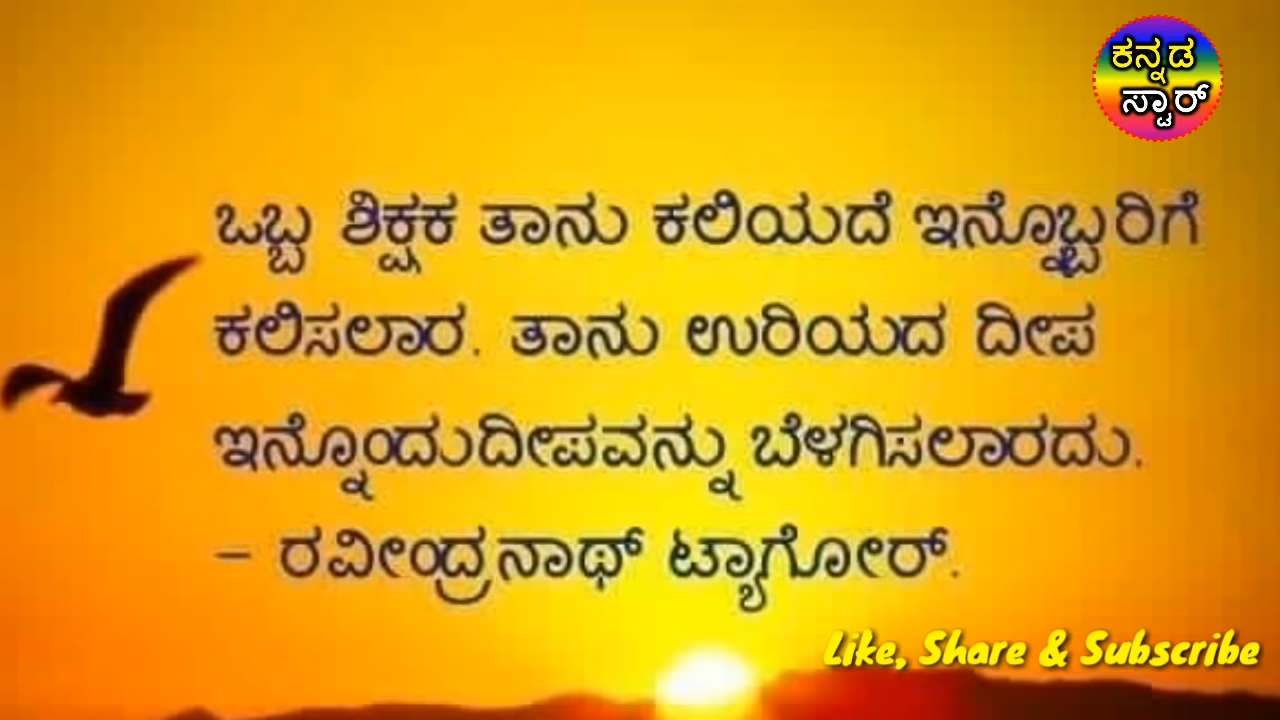 ಕನ್ನಡ
ಸ್ಟಾರ್
ಒಬ್ಬ ಶಿಕ್ಷಕ ತಾನು ಕಲಿಯದೆ ಇನ್ನೊಬ್ಬರಿಗೆ
ಕಲಿಸಲಾರ. ತಾನು ಉರಿಯದ ದೀಪ
ಇನ್ನೊಂದುದೀಪವನ್ನು ಬೆಳಗಿಸಲಾರದು.
– ರವೀಂದ್ರನಾಥ್ ಟ್ಯಾಗೋರ್.
Like, Share & Subscribe